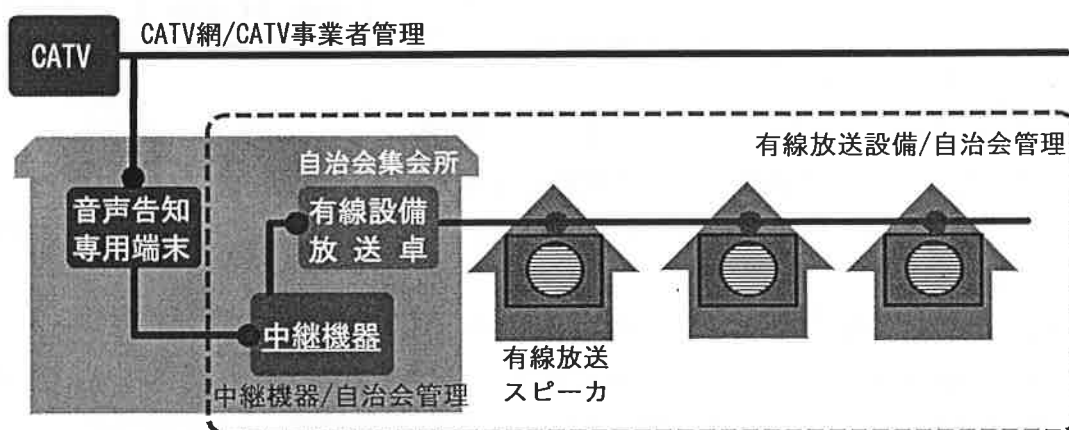 CATV
CATV網/CATV事業者管理
有線放送設備/自治会管理
自治会集会所
音声告知
専用端末
有線設備
放送卓
中継機器
中継機器/自治会管理
有線放送
スピーカ